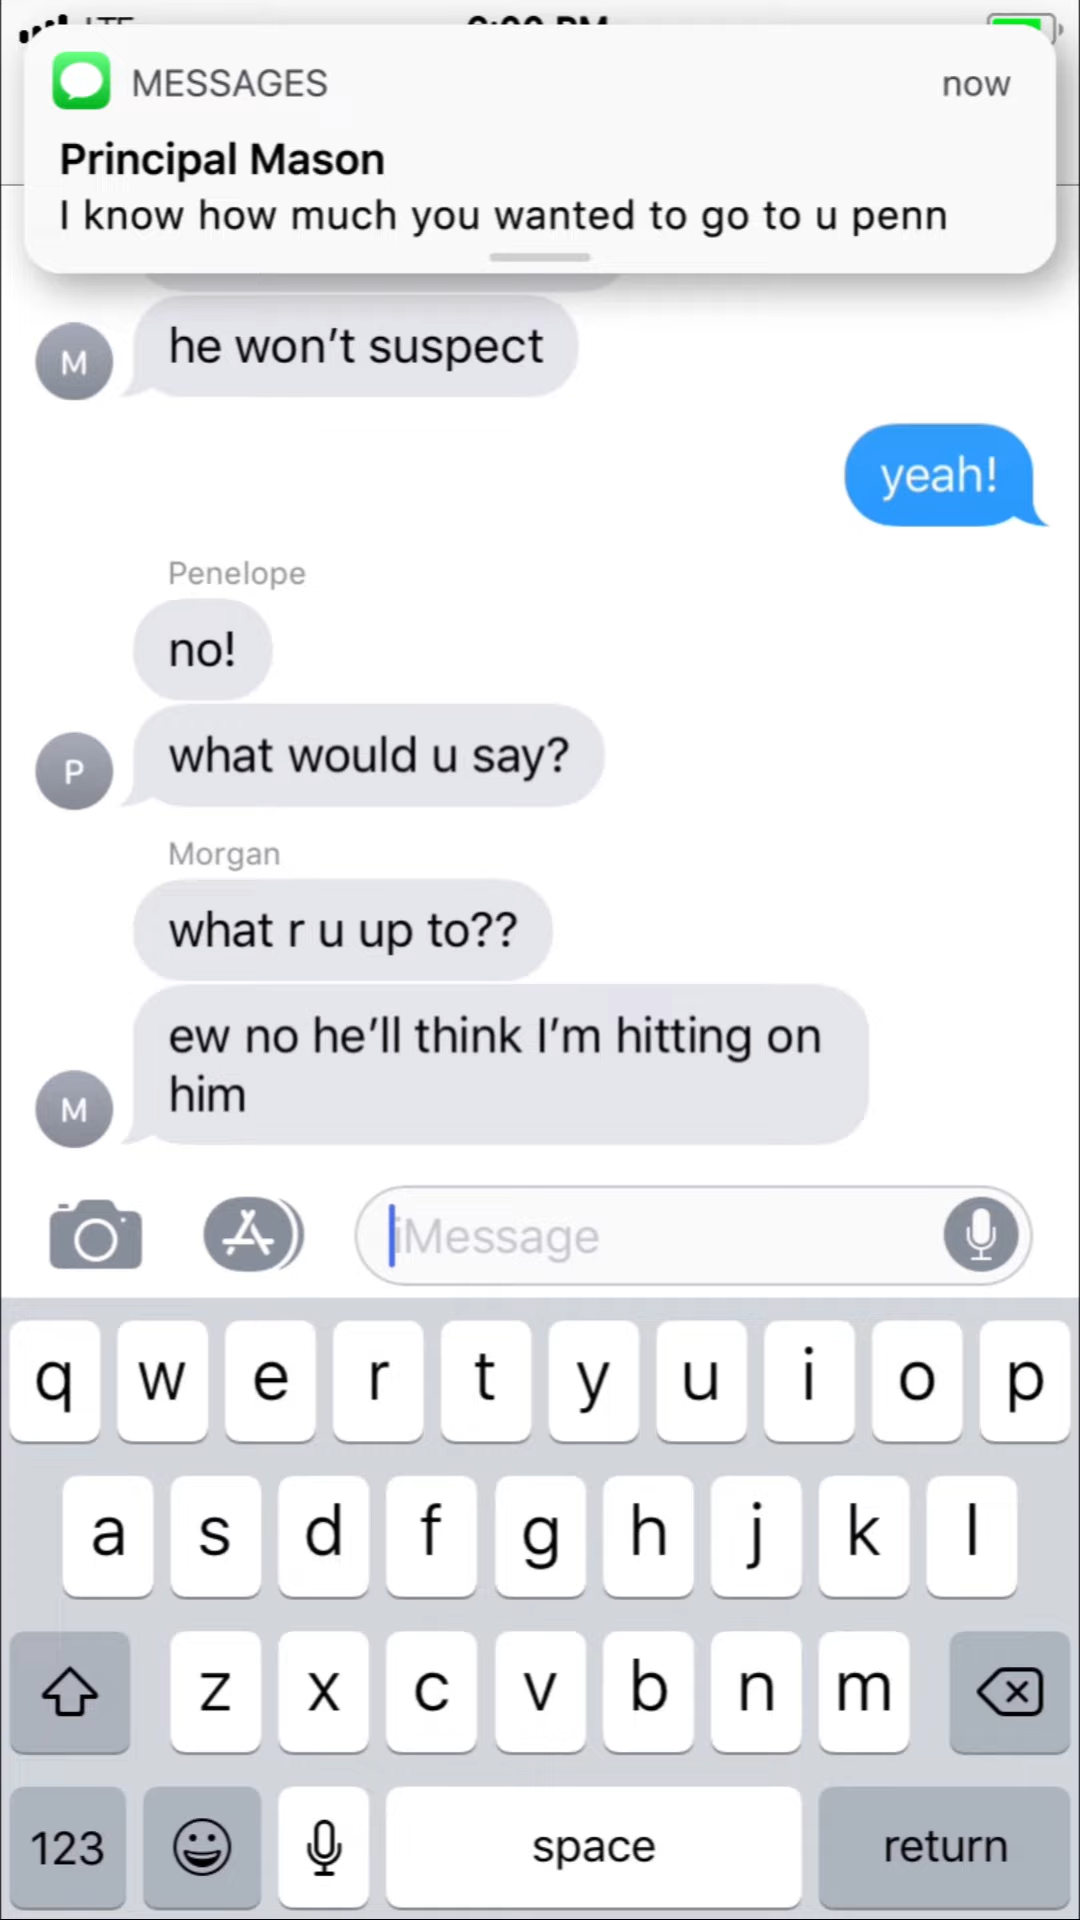 MESSAGES now
Principal Mason
I know how much you wanted to go to u penn
he won’t suspect
M
yeah!
Penelope
no!
what would u say?
P
Morgan
what r u up to??
ew no he’ll think I’m hitting on
him
M
iMessage
q w e r t y u i o p
a s d f g h j k l
z x c v b n m
123 space return